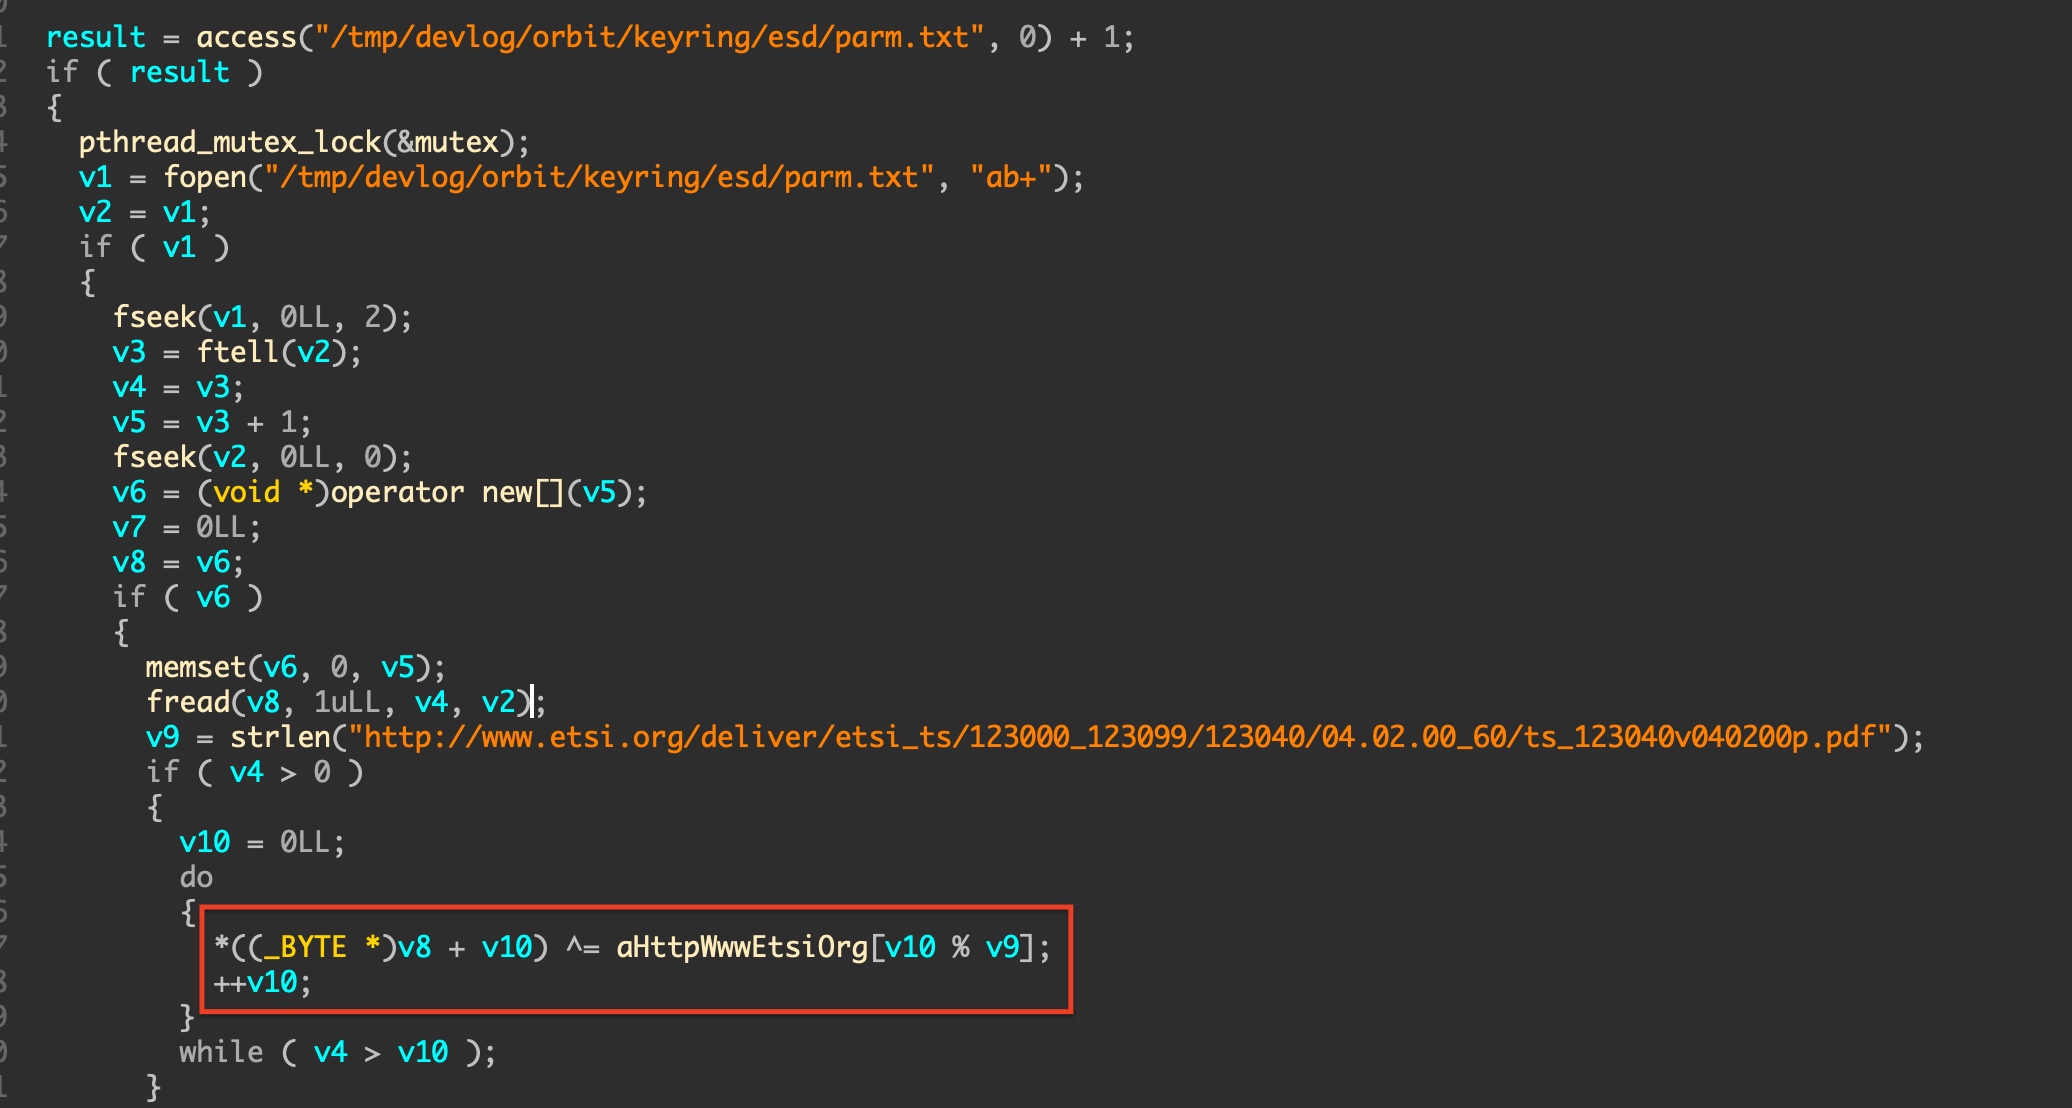 result = access("/tmp/devlog/orbit/keyring/esd/parm.txt", 0) + 1;
if ( result )
{
pthread_mutex_lock(&mutex);
v1 = fopen("/tmp/devlog/orbit/keyring/esd/parm.txt", "ab+");
v2 = v1;
if ( v1 )
{
fseek(v1, 0LL, 2);
v3 = ftell(v2);
v4 = v3;
v5 = v3 + 1;
fseek(v2, 0LL, 0);
v6 = (void *)operator new[](v5);
v7 = 0LL;
v8 = v6;
if ( v6 )
{
memset(v6, 0, v5);
fread(v8, 1uLL, v4, v2);
v9 = strlen("http://www.etsi.org/deliver/etsi_ts/123000_123099/123040/04.02.00_60/ts_123040v040200p.pdf");
if ( v4 > 0 )
{
v10 = 0LL;
do
{
*((_BYTE *)v8 + v10) ^= aHttpWwwEtsiOrg[v10 % v9];
++v10;
}
while ( v4 > v10 );
}